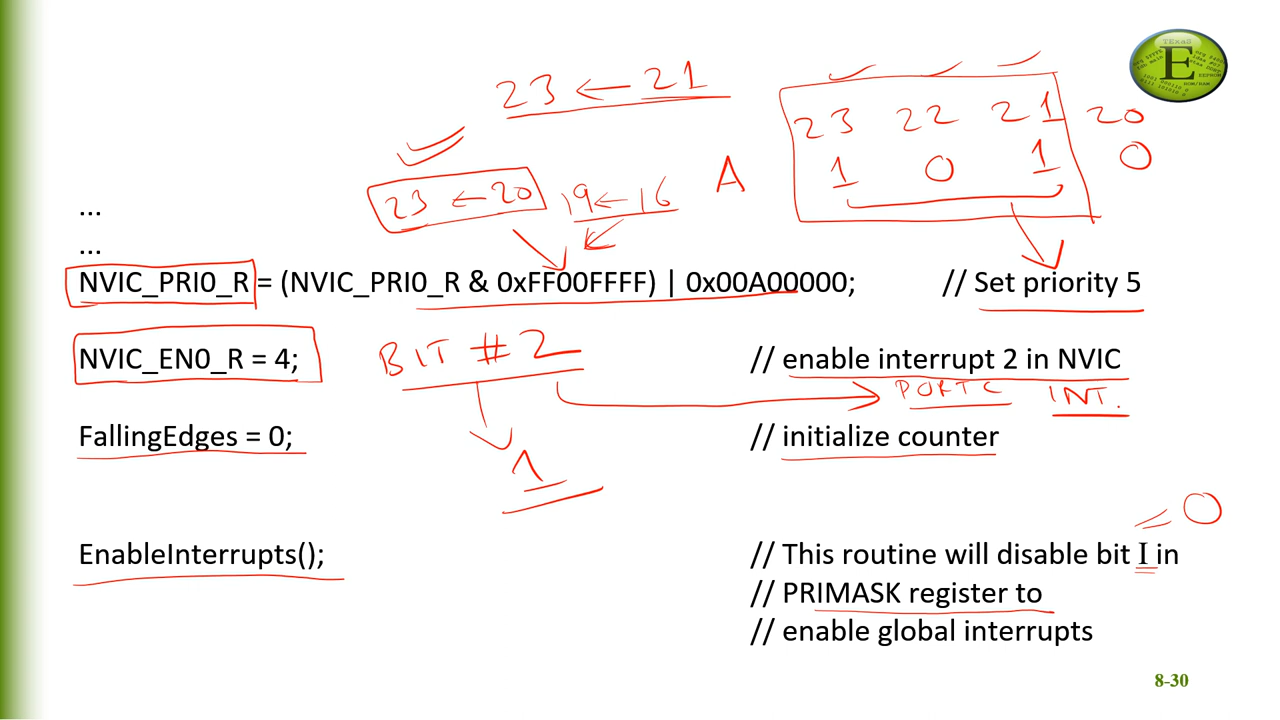 23 ← 21
23 22 21 20
1 0 1 0
23 ← 20 19 ← 16 A
...
...
NVIC_PRI0_R = (NVIC_PRI0_R & 0xFF00FFFF) | 0x00A00000; // Set priority 5
BIT # 2
NVIC_EN0_R = 4; // enable interrupt 2 in NVIC
PORT C INT.
FallingEdges = 0; // initialize counter
1
= 0
EnableInterrupts(); // This routine will disable bit I in
// PRIMASK register to
// enable global interrupts
8-30
TExaS
E